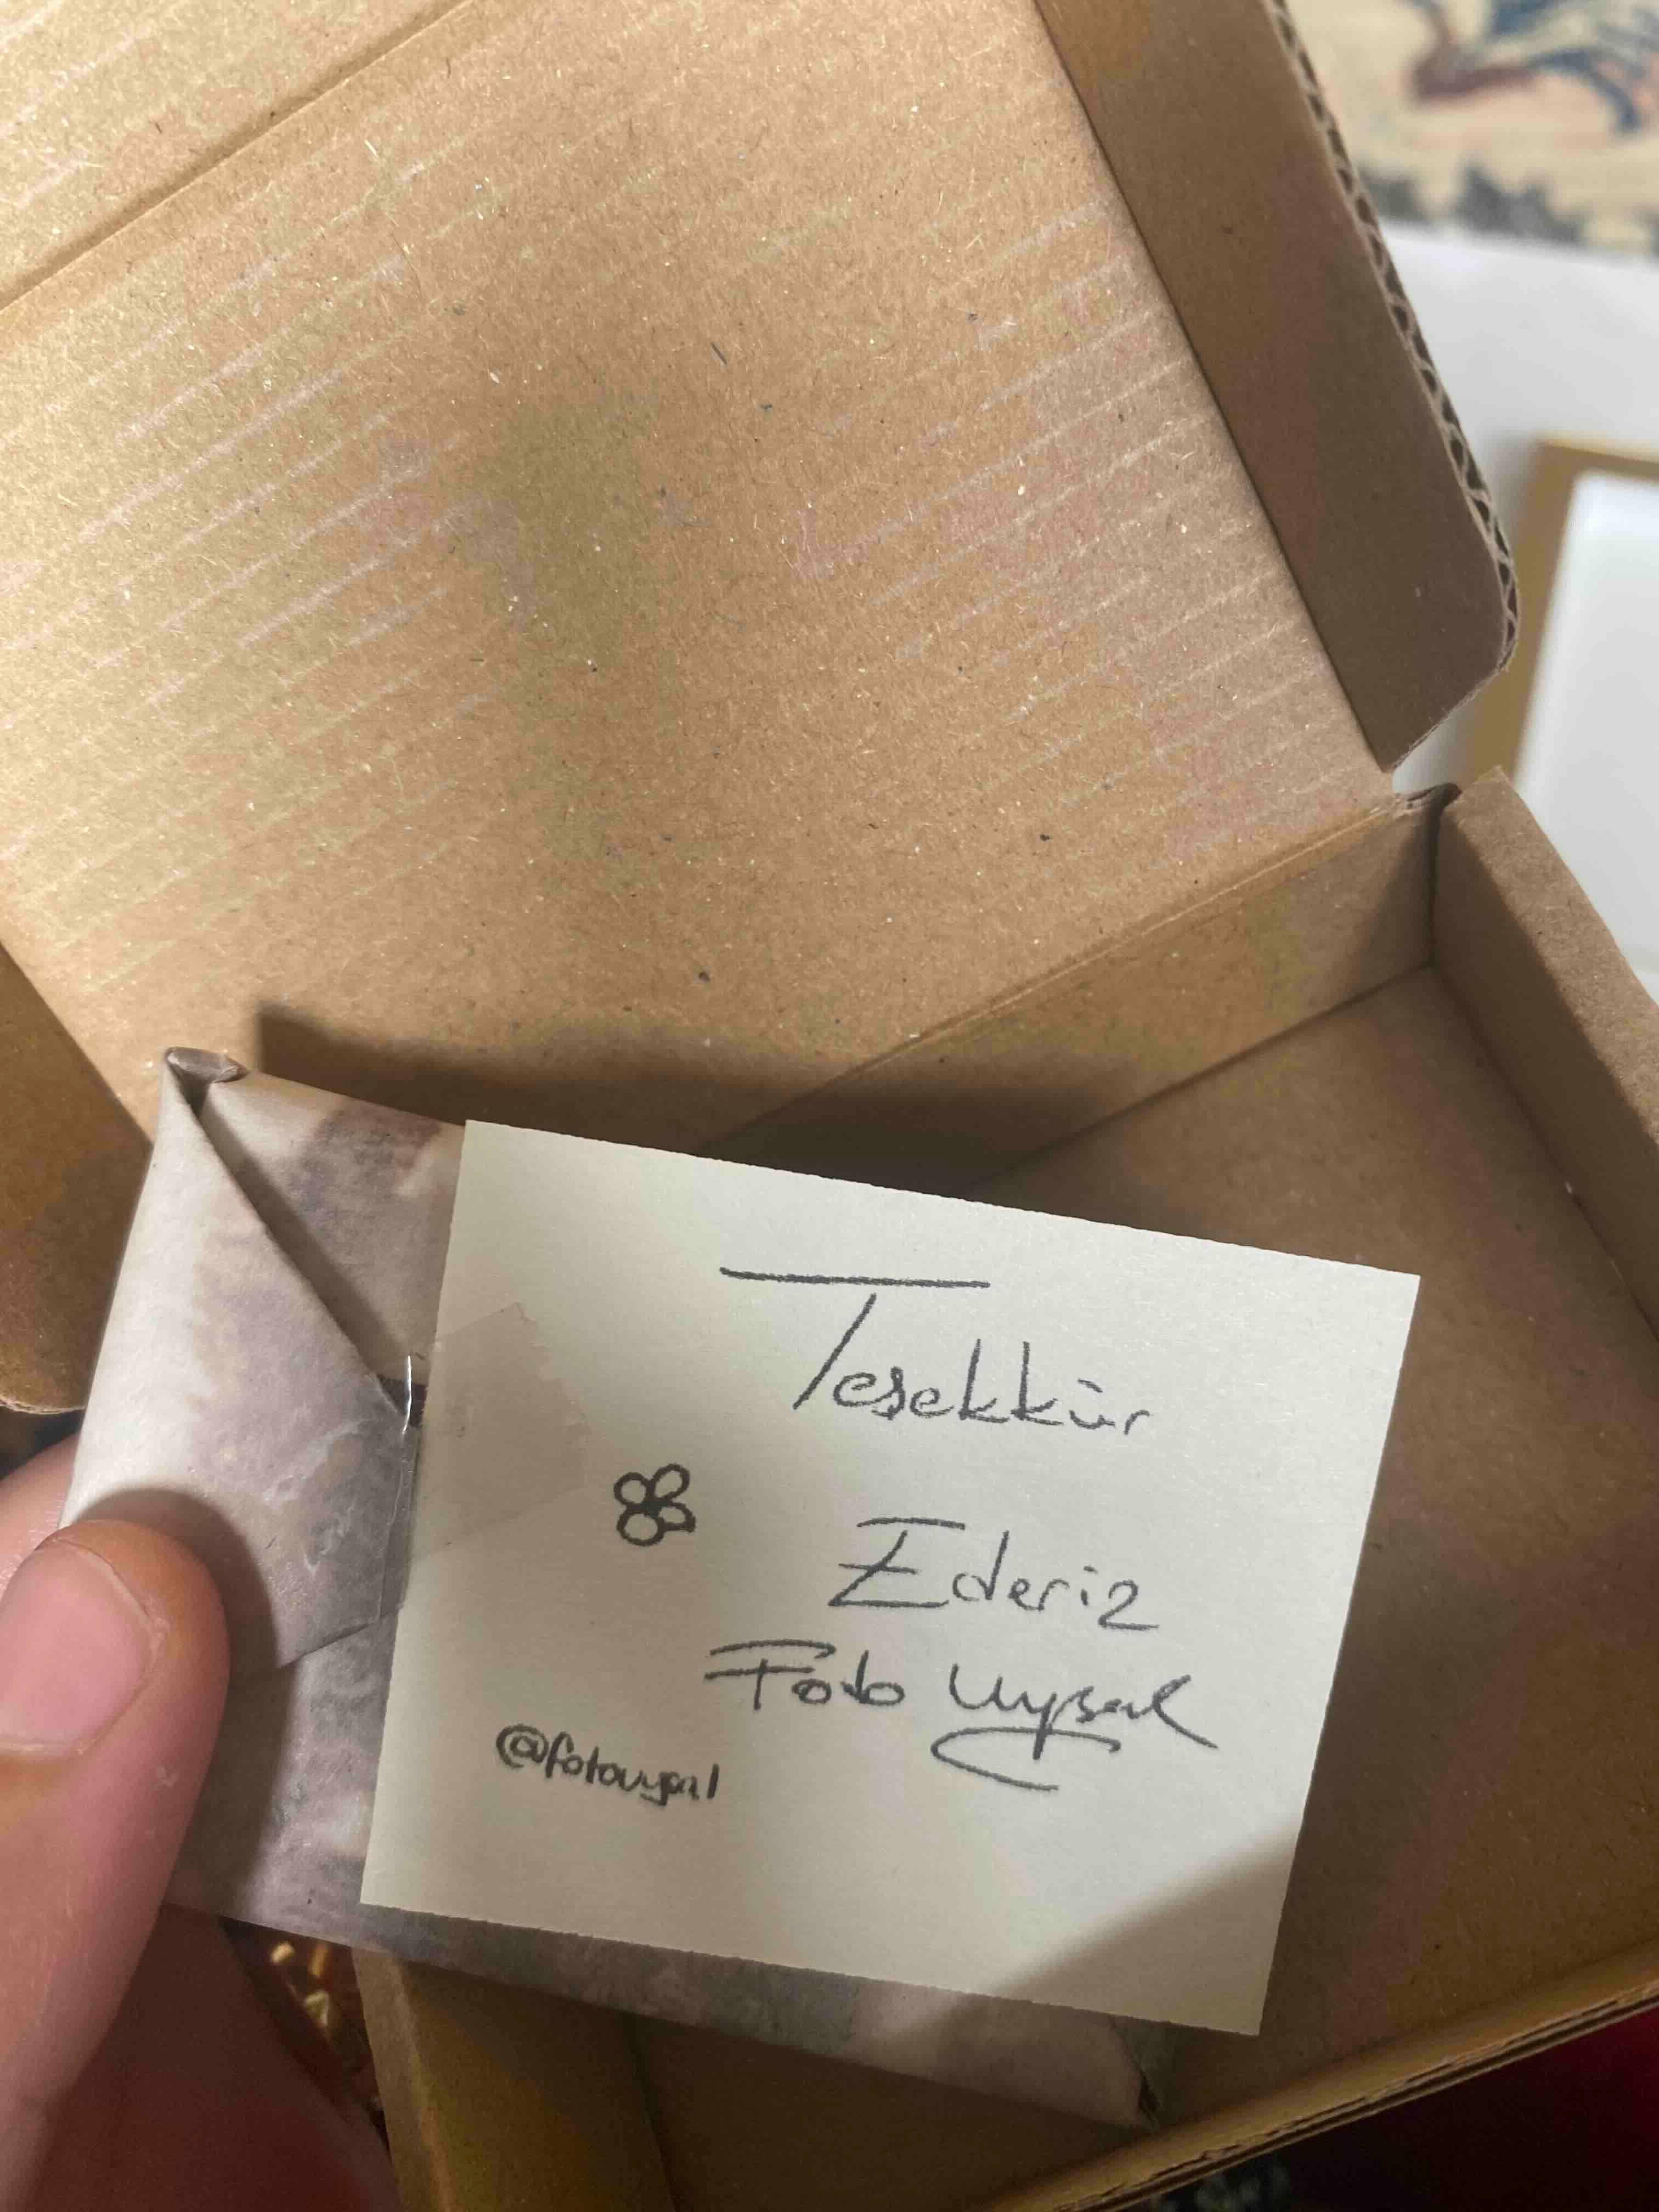 Teşekkür
Ederiz
Foto Uysal
@fotouysal